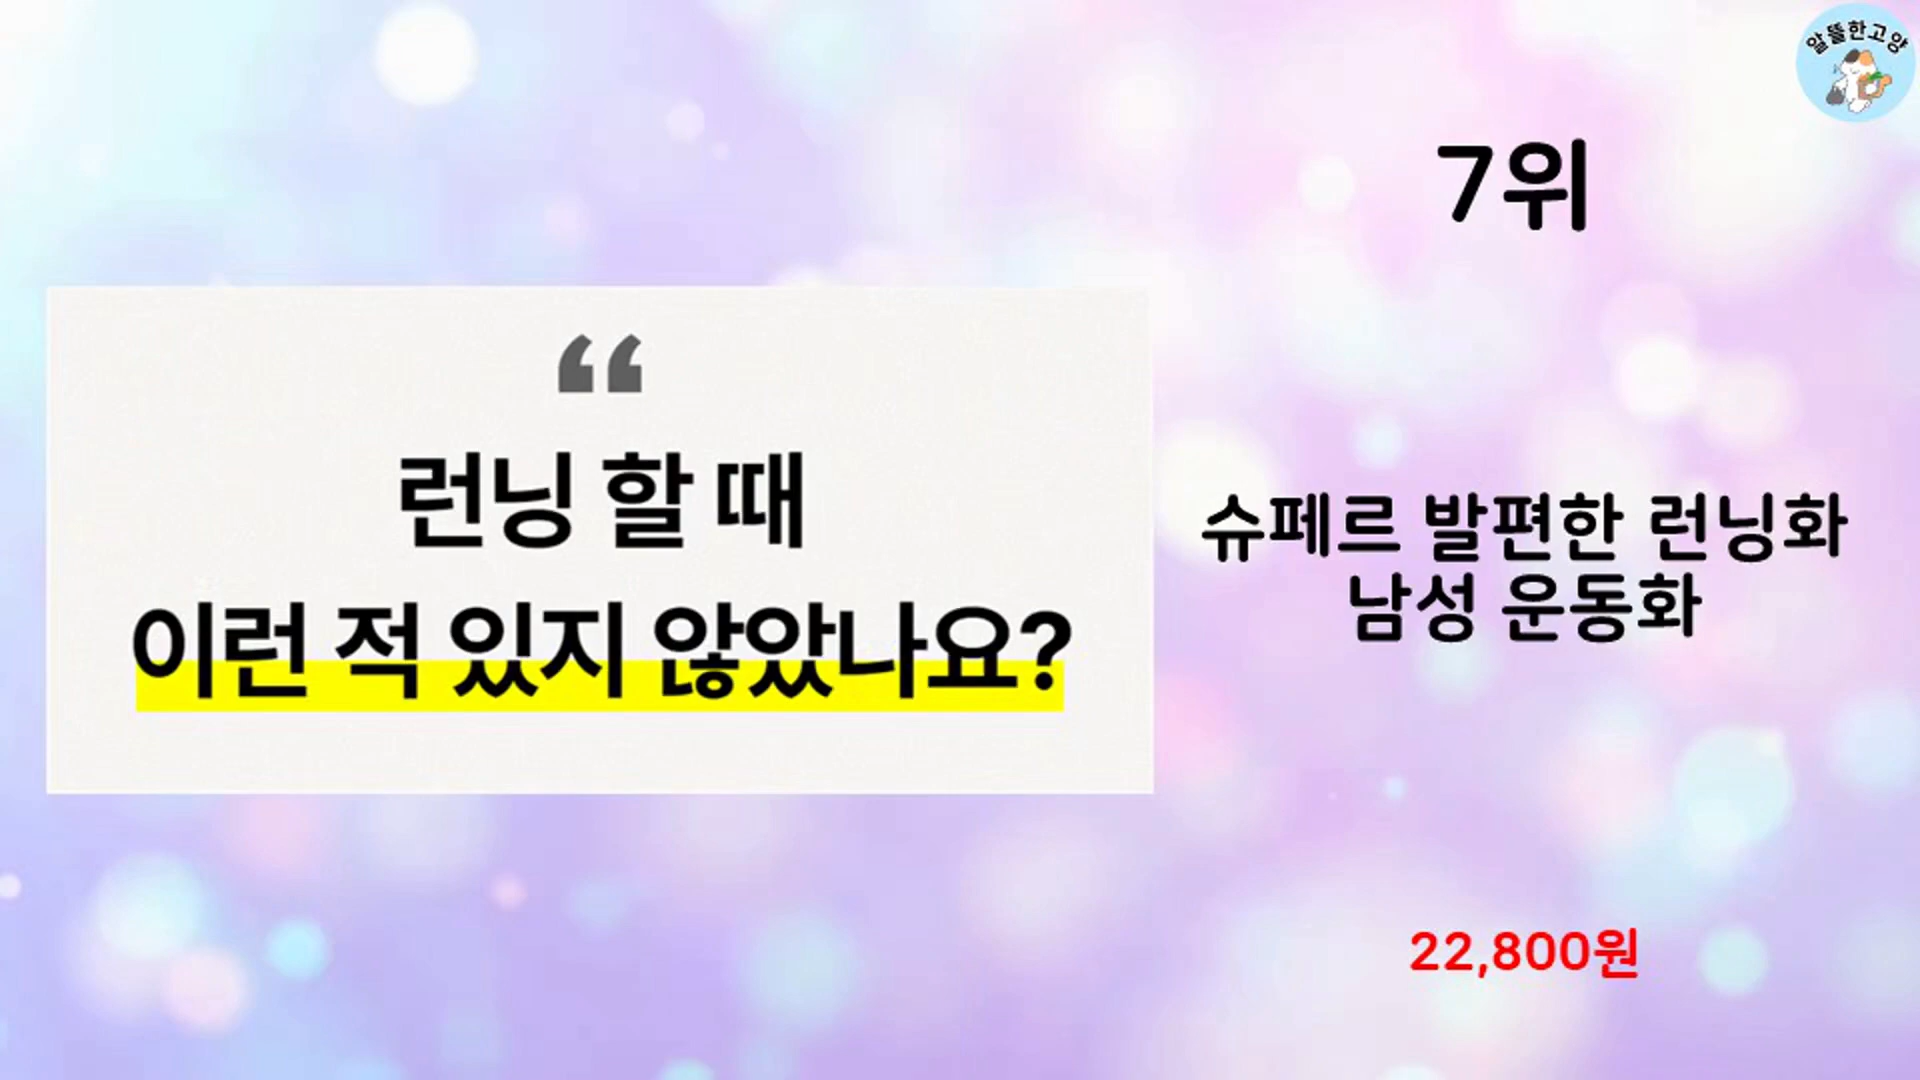 알뜰한고양
7위
“
런닝 할 때
이런 적 있지 않았나요?
슈페르 발편한 런닝화
남성 운동화
22,800원